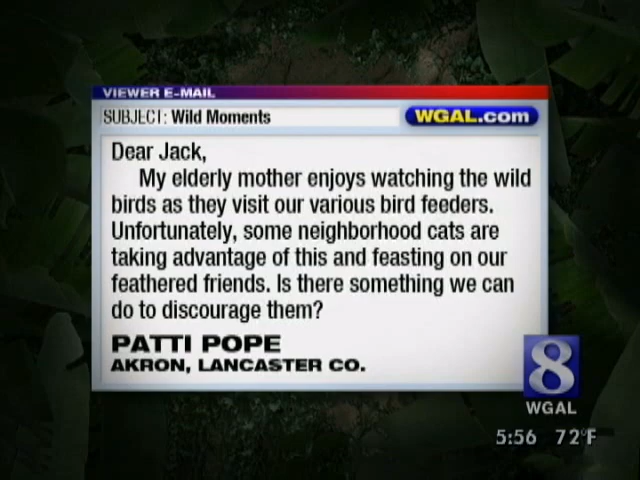 VIEWER E-MAIL
SUBJECT: Wild Moments
WGAL.com
Dear Jack,
My elderly mother enjoys watching the wild
birds as they visit our various bird feeders.
Unfortunately, some neighborhood cats are
taking advantage of this and feasting on our
feathered friends. Is there something we can
do to discourage them?
PATTI POPE
AKRON, LANCASTER CO.
8
WGAL
5:56 72°F